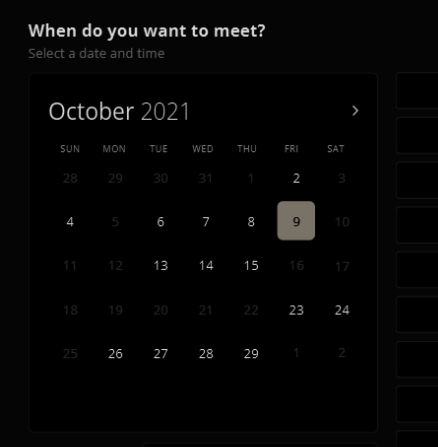 When do you want to meet?
Select a date and time
October 2021 >
SUN MON TUE WED THU FRI SAT
28 29 30 31 1 2 3
4 5 6 7 8 9 10
11 12 13 14 15 16 17
18 19 20 21 22 23 24
25 26 27 28 29 1 2